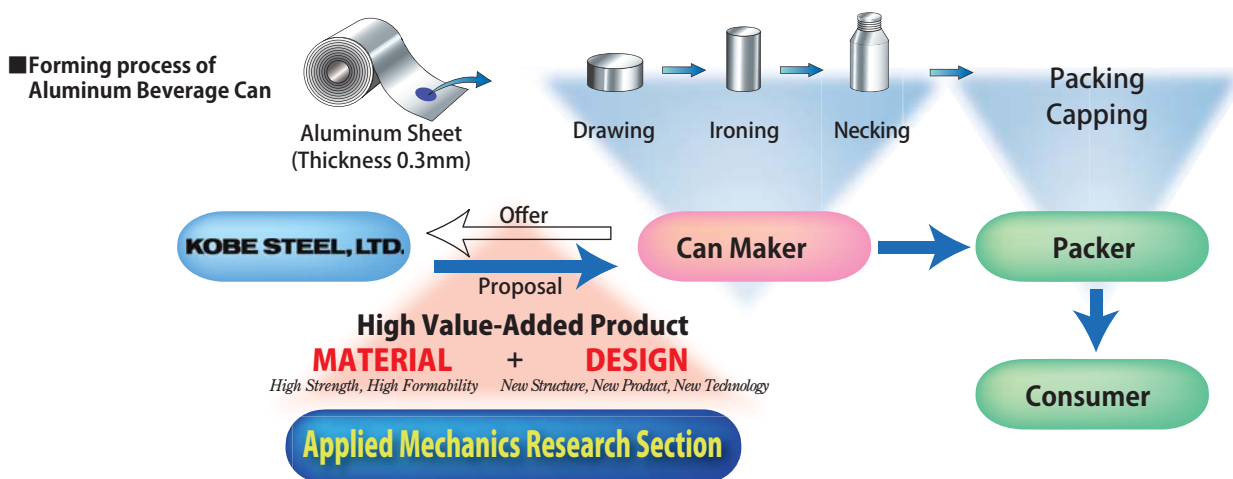 ■Forming process of
Aluminum Beverage Can
Aluminum Sheet
(Thickness 0.3mm)
Drawing
Ironing
Necking
Packing
Capping
KOBE STEEL, LTD.
Offer
Proposal
Can Maker
Packer
High Value-Added Product
MATERIAL + DESIGN
High Strength, High Formability
New Structure, New Product, New Technology
Consumer
Applied Mechanics Research Section